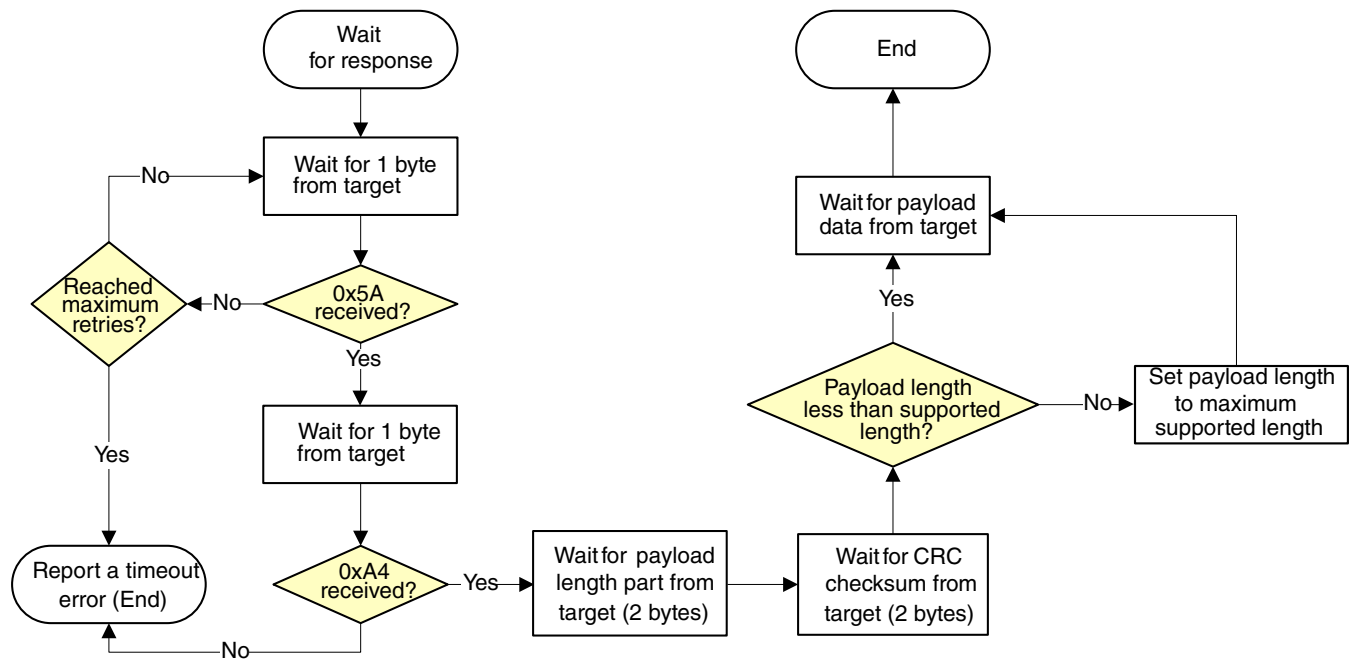 Wait
for response
Wait for 1 byte
from target
No
Reached
maximum
retries?
No
0x5A
received?
Yes
Wait for 1 byte
from target
Yes
Report a timeout
error (End)
0xA4
received?
No
Yes
Wait for payload
length part from
target (2 bytes)
Wait for CRC
checksum from
target (2 bytes)
Payload length
less than supported
length?
No
Set payload length
to maximum
supported length
Yes
Wait for payload
data from target
End